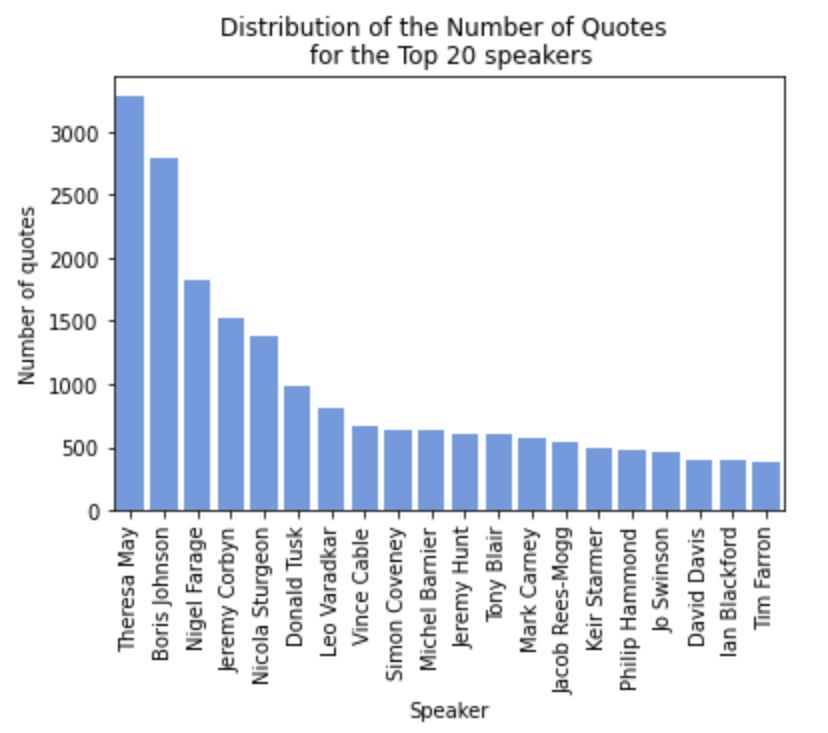 Distribution of the Number of Quotes
for the Top 20 speakers
Number of quotes
3000
2500
2000
1500
1000
500
0
Theresa May
Boris Johnson
Nigel Farage
Jeremy Corbyn
Nicola Sturgeon
Donald Tusk
Leo Varadkar
Vince Cable
Simon Coveney
Michel Barnier
Jeremy Hunt
Tony Blair
Mark Carney
Jacob Rees-Mogg
Keir Starmer
Philip Hammond
Jo Swinson
David Davis
Ian Blackford
Tim Farron
Speaker